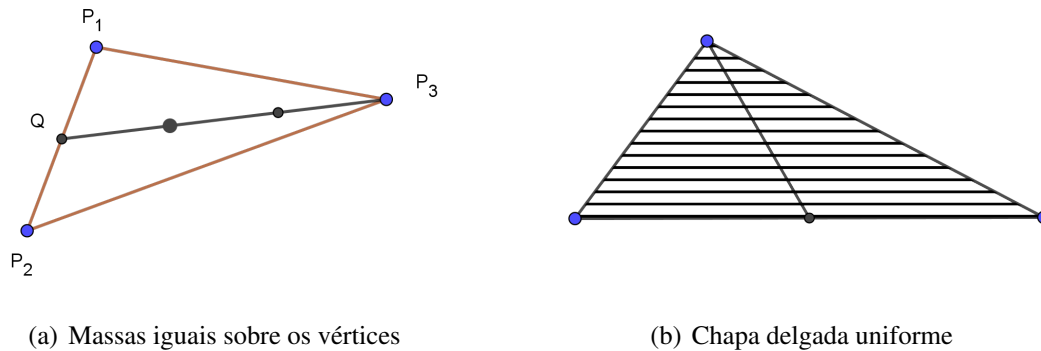 P1
P3
Q
P2
(a) Massas iguais sobre os vértices
(b) Chapa delgada uniforme